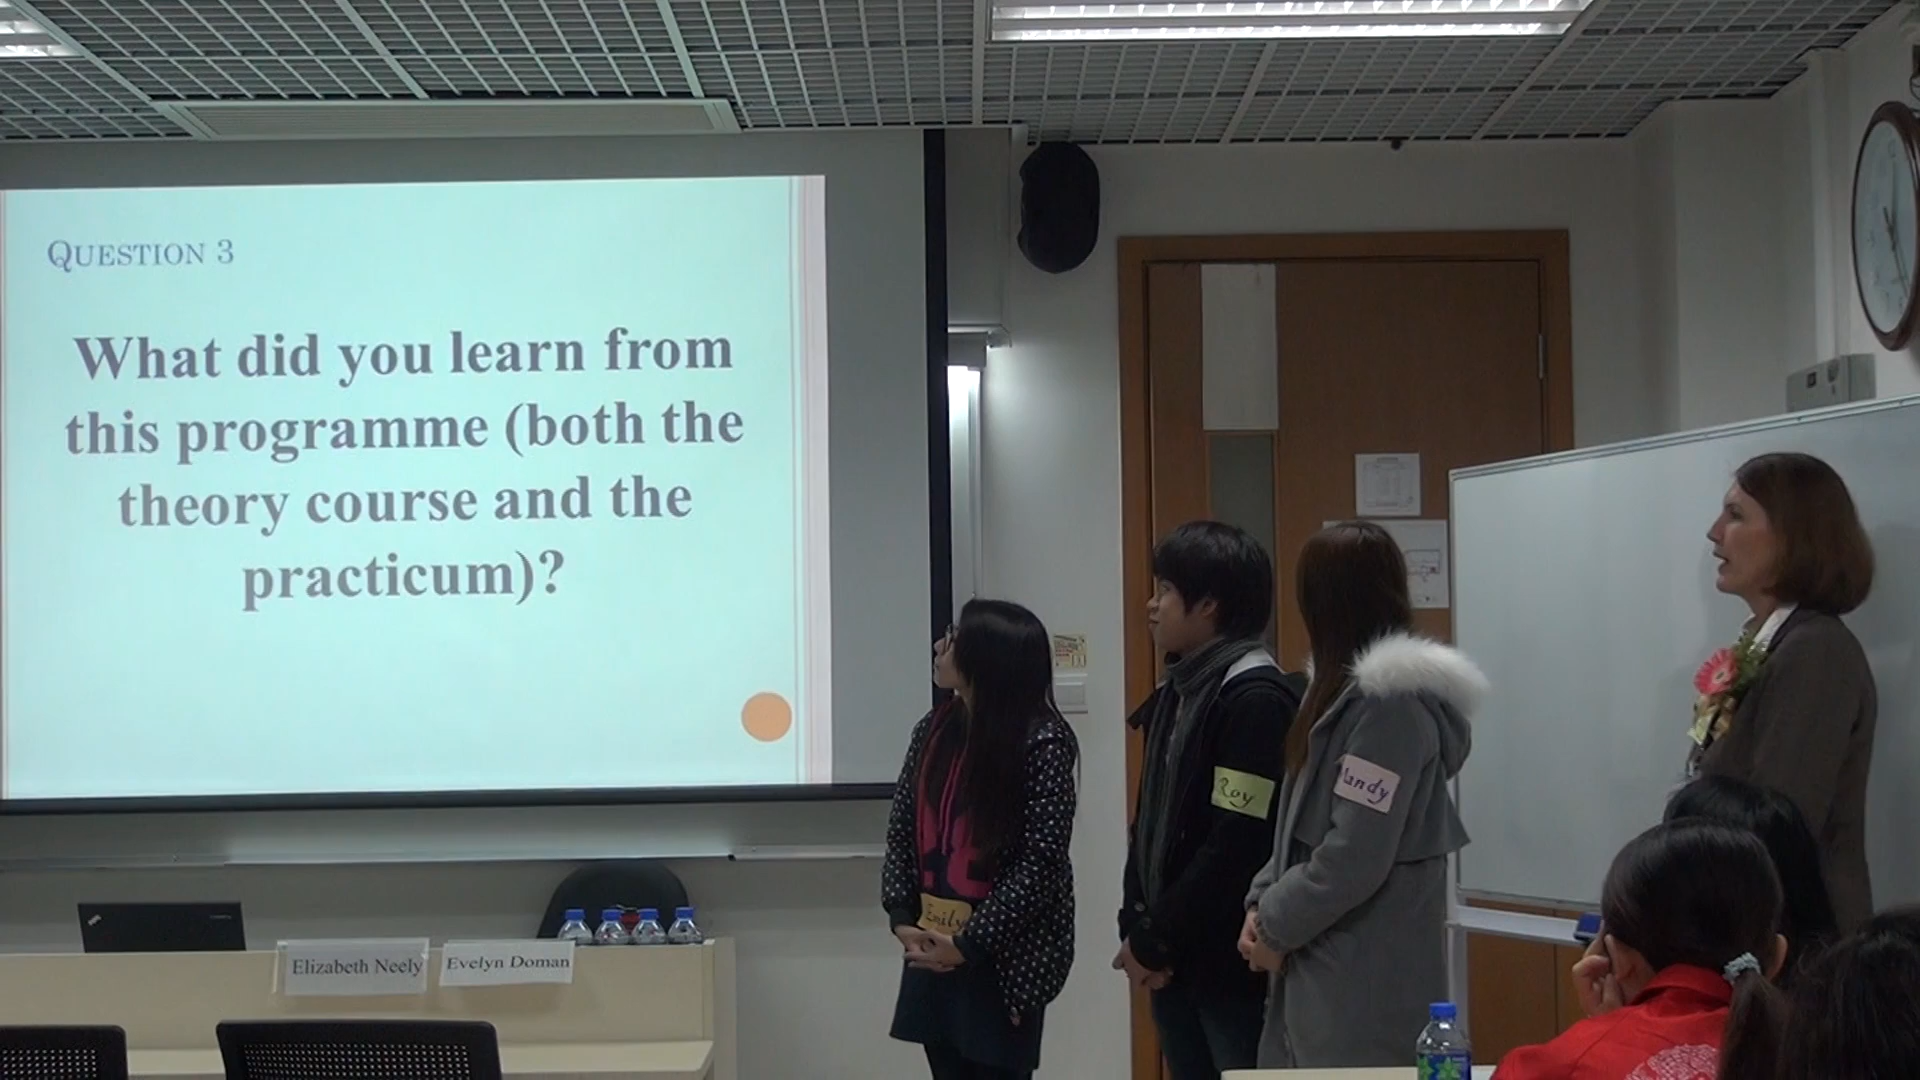 QUESTION 3
What did you learn from
this programme (both the
theory course and the
practicum)?
Elizabeth Neely
Evelyn Doman
Emily
Roy